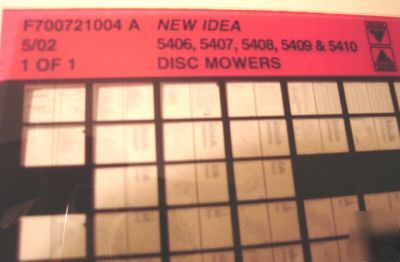 F700721004 A NEW IDEA
5/02 5406, 5407, 5408, 5409 & 5410
1 OF 1 DISC MOWERS